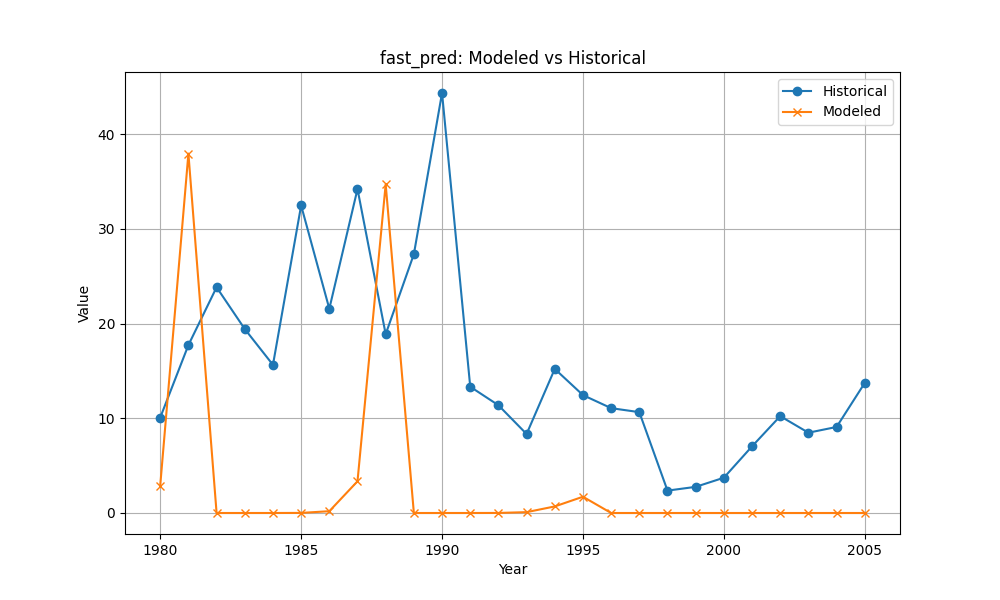 fast_pred: Modeled vs Historical
Historical
Modeled
Value
40
30
20
10
0
1980
1985
1990
1995
2000
2005
Year